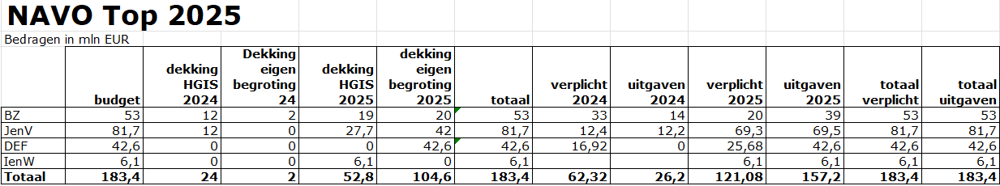 NAVO Top 2025
Bedragen in mln EUR
budget dekking HGIS 2024 Dekking eigen begroting 24 dekking HGIS 2025 dekking eigen begroting 2025 totaal verplicht 2024 uitgaven 2024 verplicht 2025 uitgaven 2025 totaal verplicht totaal uitgaven
BZ 53 12 2 19 20 53 33 14 20 39 53 53
JenV 81,7 12 0 27,7 42 81,7 12,4 12,2 69,3 69,5 81,7 81,7
DEF 42,6 0 0 0 42,6 42,6 16,92 0 25,68 42,6 42,6 42,6
IenW 6,1 0 0 6,1 0 6,1 6,1 6,1 6,1 6,1
Totaal 183,4 24 2 52,8 104,6 183,4 62,32 26,2 121,08 157,2 183,4 183,4